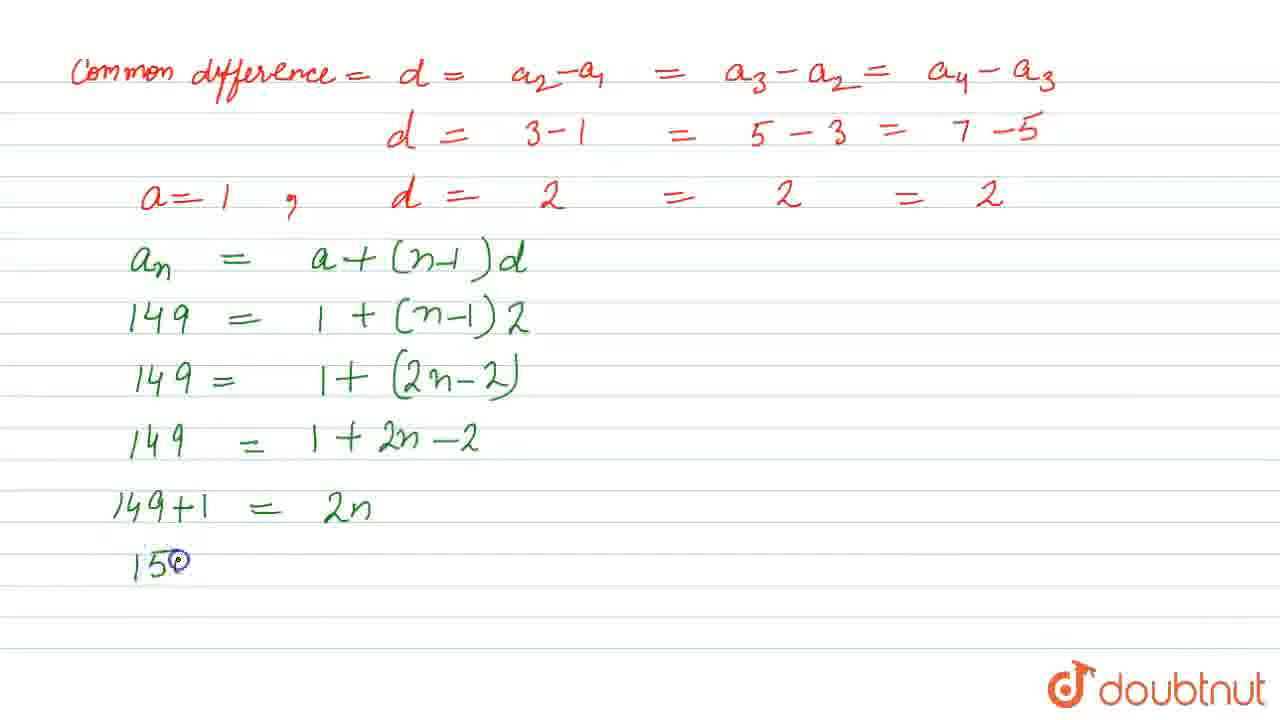 Common difference = d = a₂-a₁ = a₃-a₂ = a₄-a₃
d = 3-1 = 5-3 = 7-5
a=1 , d = 2 = 2 = 2
aₙ = a+(n-1)d
149 = 1+(n-1)2
149 = 1+(2n-2)
149 = 1+2n-2
149+1 = 2n
150
doubtnut